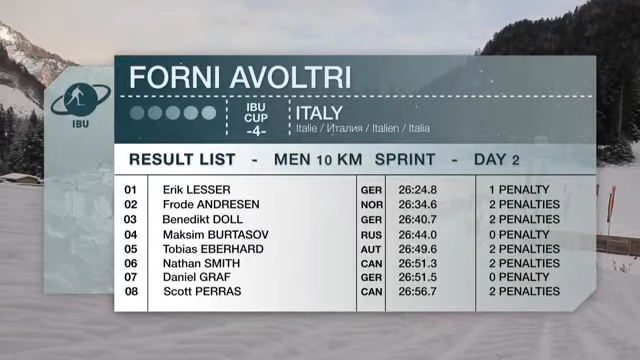 FORNI AVOLTRI
IBU
IBU CUP -4-
ITALY
Italie / Италия / Italien / Italia
RESULT LIST - MEN 10 KM SPRINT - DAY 2
01 Erik LESSER GER 26:24.8 1 PENALTY
02 Frode ANDRESEN NOR 26:34.6 2 PENALTIES
03 Benedikt DOLL GER 26:40.7 2 PENALTIES
04 Maksim BURTASOV RUS 26:44.0 0 PENALTY
05 Tobias EBERHARD AUT 26:49.6 2 PENALTIES
06 Nathan SMITH CAN 26:51.3 2 PENALTIES
07 Daniel GRAF GER 26:51.5 0 PENALTY
08 Scott PERRAS CAN 26:56.7 2 PENALTIES